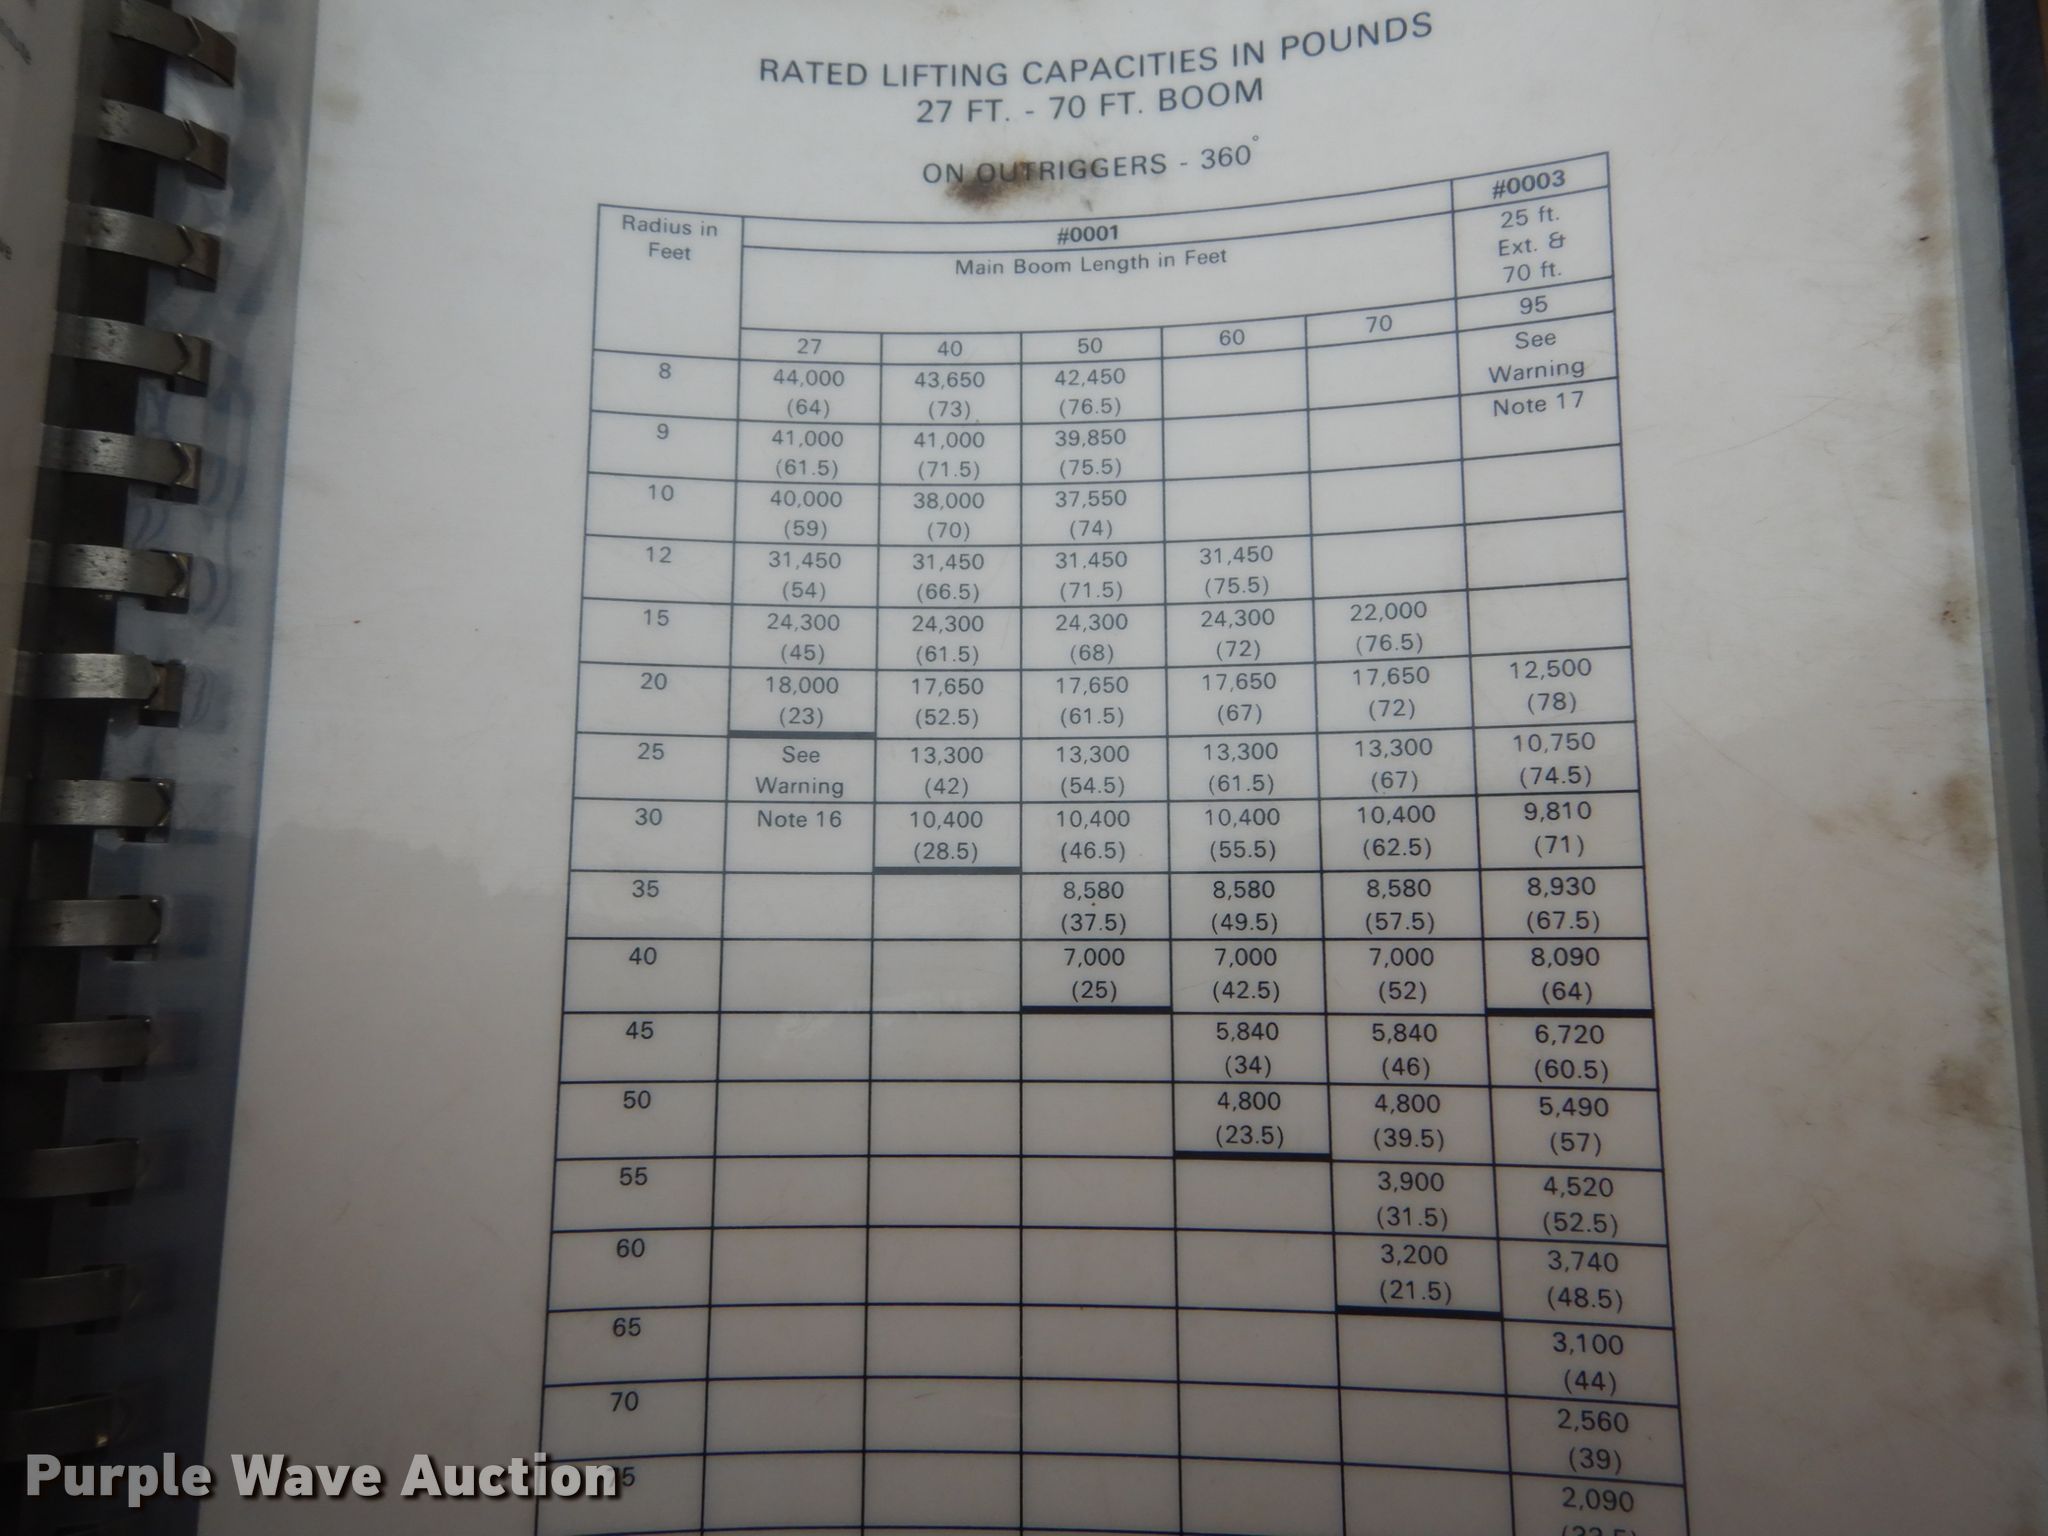 RATED LIFTING CAPACITIES IN POUNDS
27 FT. - 70 FT. BOOM
ON OUTRIGGERS - 360°
Radius in
Feet
#0001
#0003
Main Boom Length in Feet
25 ft.
Ext. &
70 ft.
27 40 50 60 70 95
See
Warning
Note 17
8 44,000 43,650 42,450
(64) (73) (76.5)
9 41,000 41,000 39,850
(61.5) (71.5) (75.5)
10 40,000 38,000 37,550
(59) (70) (74)
12 31,450 31,450 31,450 31,450
(54) (66.5) (71.5) (75.5)
15 24,300 24,300 24,300 24,300 22,000
(45) (61.5) (68) (72) (76.5)
20 18,000 17,650 17,650 17,650 17,650 12,500
(23) (52.5) (61.5) (67) (72) (78)
25 See 13,300 13,300 13,300 13,300 10,750
Warning (42) (54.5) (61.5) (67) (74.5)
30 Note 16 10,400 10,400 10,400 10,400 9,810
(28.5) (46.5) (55.5) (62.5) (71)
35 8,580 8,580 8,580 8,930
(37.5) (49.5) (57.5) (67.5)
40 7,000 7,000 7,000 8,090
(25) (42.5) (52) (64)
45 5,840 5,840 6,720
(34) (46) (60.5)
50 4,800 4,800 5,490
(23.5) (39.5) (57)
55 3,900 4,520
(31.5) (52.5)
60 3,200 3,740
(21.5) (48.5)
65 3,100
(44)
70 2,560
(39)
2,090
Purple Wave Auction